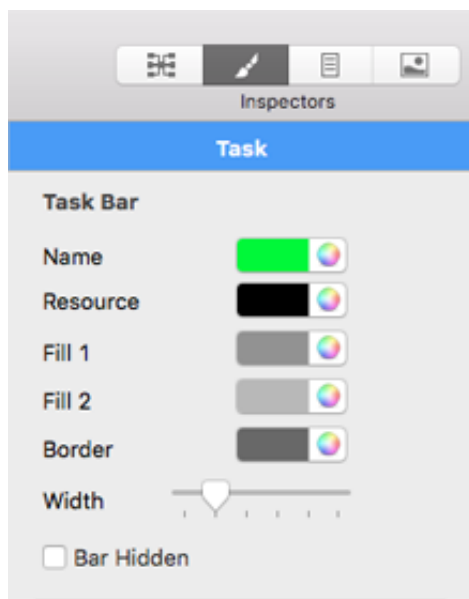 Inspectors
Task
Task Bar
Name
Resource
Fill 1
Fill 2
Border
Width
Bar Hidden